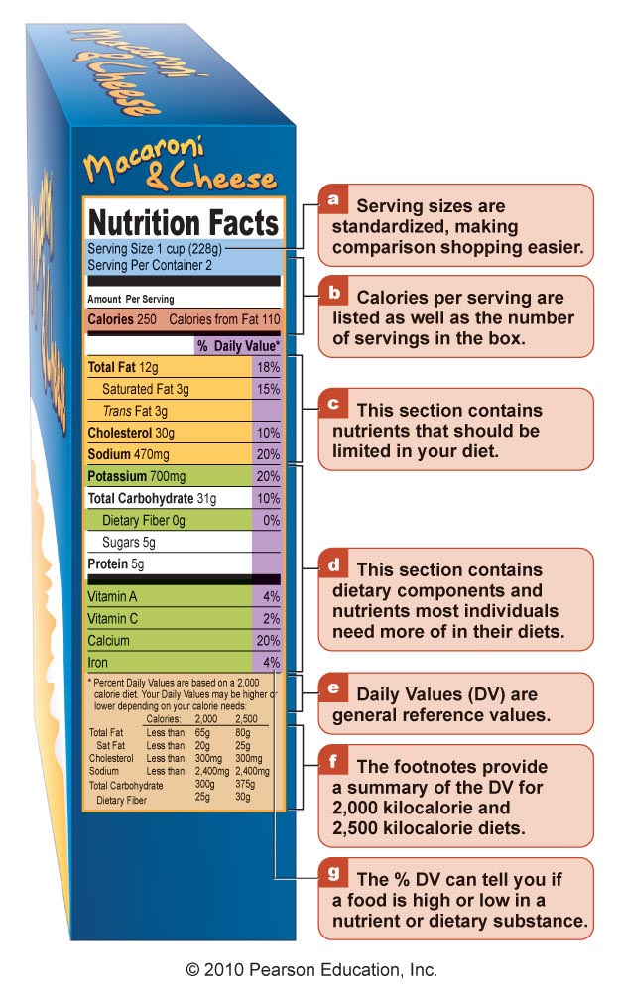 Macaroni
& Cheese
Macaroni
& Cheese
Macaroni
& Cheese
Nutrition Facts
Serving Size 1 cup (228g)
Serving Per Container 2
Amount Per Serving
Calories 250 Calories from Fat 110
% Daily Value*
Total Fat 12g 18%
Saturated Fat 3g 15%
Trans Fat 3g
Cholesterol 30g 10%
Sodium 470mg 20%
Potassium 700mg 20%
Total Carbohydrate 31g 10%
Dietary Fiber 0g 0%
Sugars 5g
Protein 5g
Vitamin A 4%
Vitamin C 2%
Calcium 20%
Iron 4%
* Percent Daily Values are based on a 2,000
calorie diet. Your Daily Values may be higher or
lower depending on your calorie needs:
Calories: 2,000 2,500
Total Fat Less than 65g 80g
Sat Fat Less than 20g 25g
Cholesterol Less than 300mg 300mg
Sodium Less than 2,400mg 2,400mg
Total Carbohydrate 300g 375g
Dietary Fiber 25g 30g
a Serving sizes are
standardized, making
comparison shopping easier.
b Calories per serving are
listed as well as the number
of servings in the box.
c This section contains
nutrients that should be
limited in your diet.
d This section contains
dietary components and
nutrients most individuals
need more of in their diets.
e Daily Values (DV) are
general reference values.
f The footnotes provide
a summary of the DV for
2,000 kilocalorie and
2,500 kilocalorie diets.
g The % DV can tell you if
a food is high or low in a
nutrient or dietary substance.
© 2010 Pearson Education, Inc.